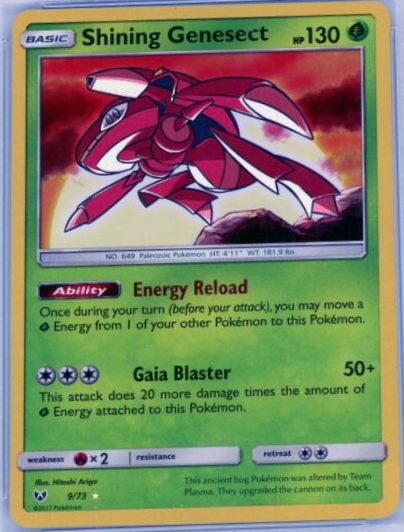 BASIC Shining Genesect HP 130
NO. 649 Paleozoic Pokémon HT: 4'11" WT: 181.9 lbs.
Ability Energy Reload
Once during your turn (before your attack), you may move a
Energy from 1 of your other Pokémon to this Pokémon.
Gaia Blaster 50+
This attack does 20 more damage times the amount of
Energy attached to this Pokémon.
weakness ×2 resistance retreat
Illus. Hitoshi Ariga
9/73
©2017 Pokémon
This ancient bug Pokémon was altered by Team
Plasma. They upgraded the cannon on its back.